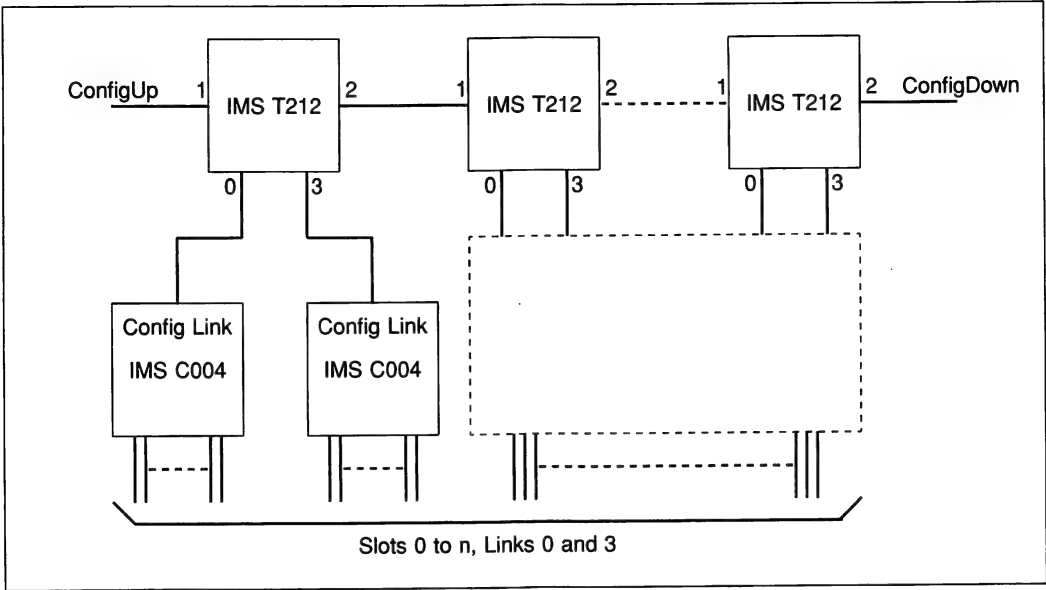 ConfigUp
1
IMS T212
2
1
IMS T212
2
1
IMS T212
2
ConfigDown
0
3
0
3
0
3
Config Link
IMS C004
Config Link
IMS C004
Slots 0 to n, Links 0 and 3